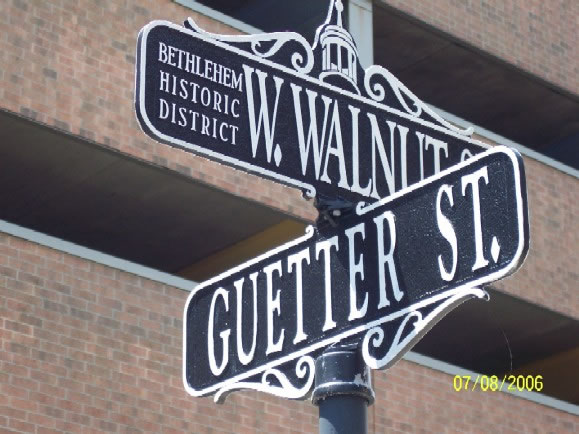 BETHLEHEM
HISTORIC
DISTRICT
W. WALNUT
GUETTER ST.
07/08/2006